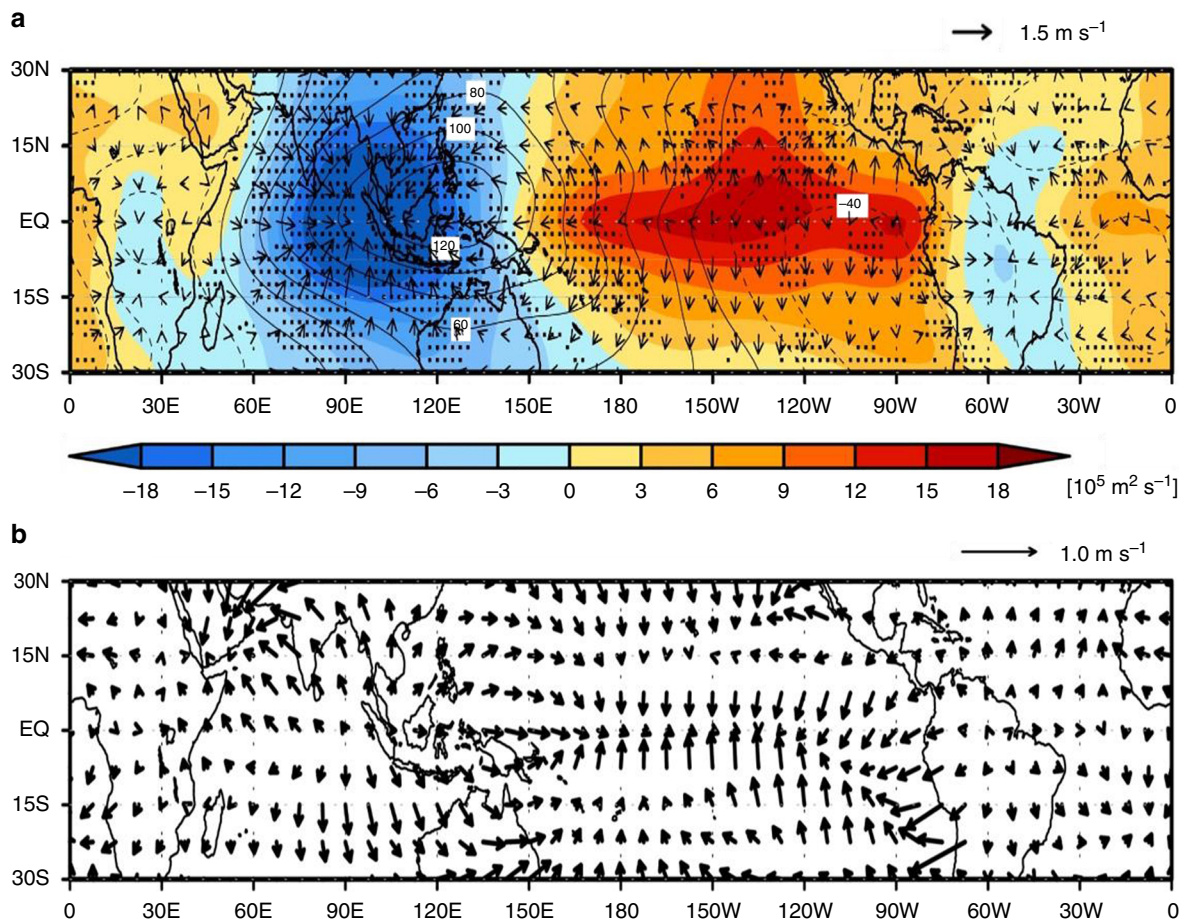 a
1.5 m s⁻¹
30N
15N
EQ
15S
30S
80
100
−40
120
60
0 30E 60E 90E 120E 150E 180 150W 120W 90W 60W 30W 0
−18 −15 −12 −9 −6 −3 0 3 6 9 12 15 18 [10⁵ m² s⁻¹]
b
1.0 m s⁻¹
30N
15N
EQ
15S
30S
0 30E 60E 90E 120E 150E 180 150W 120W 90W 60W 30W 0